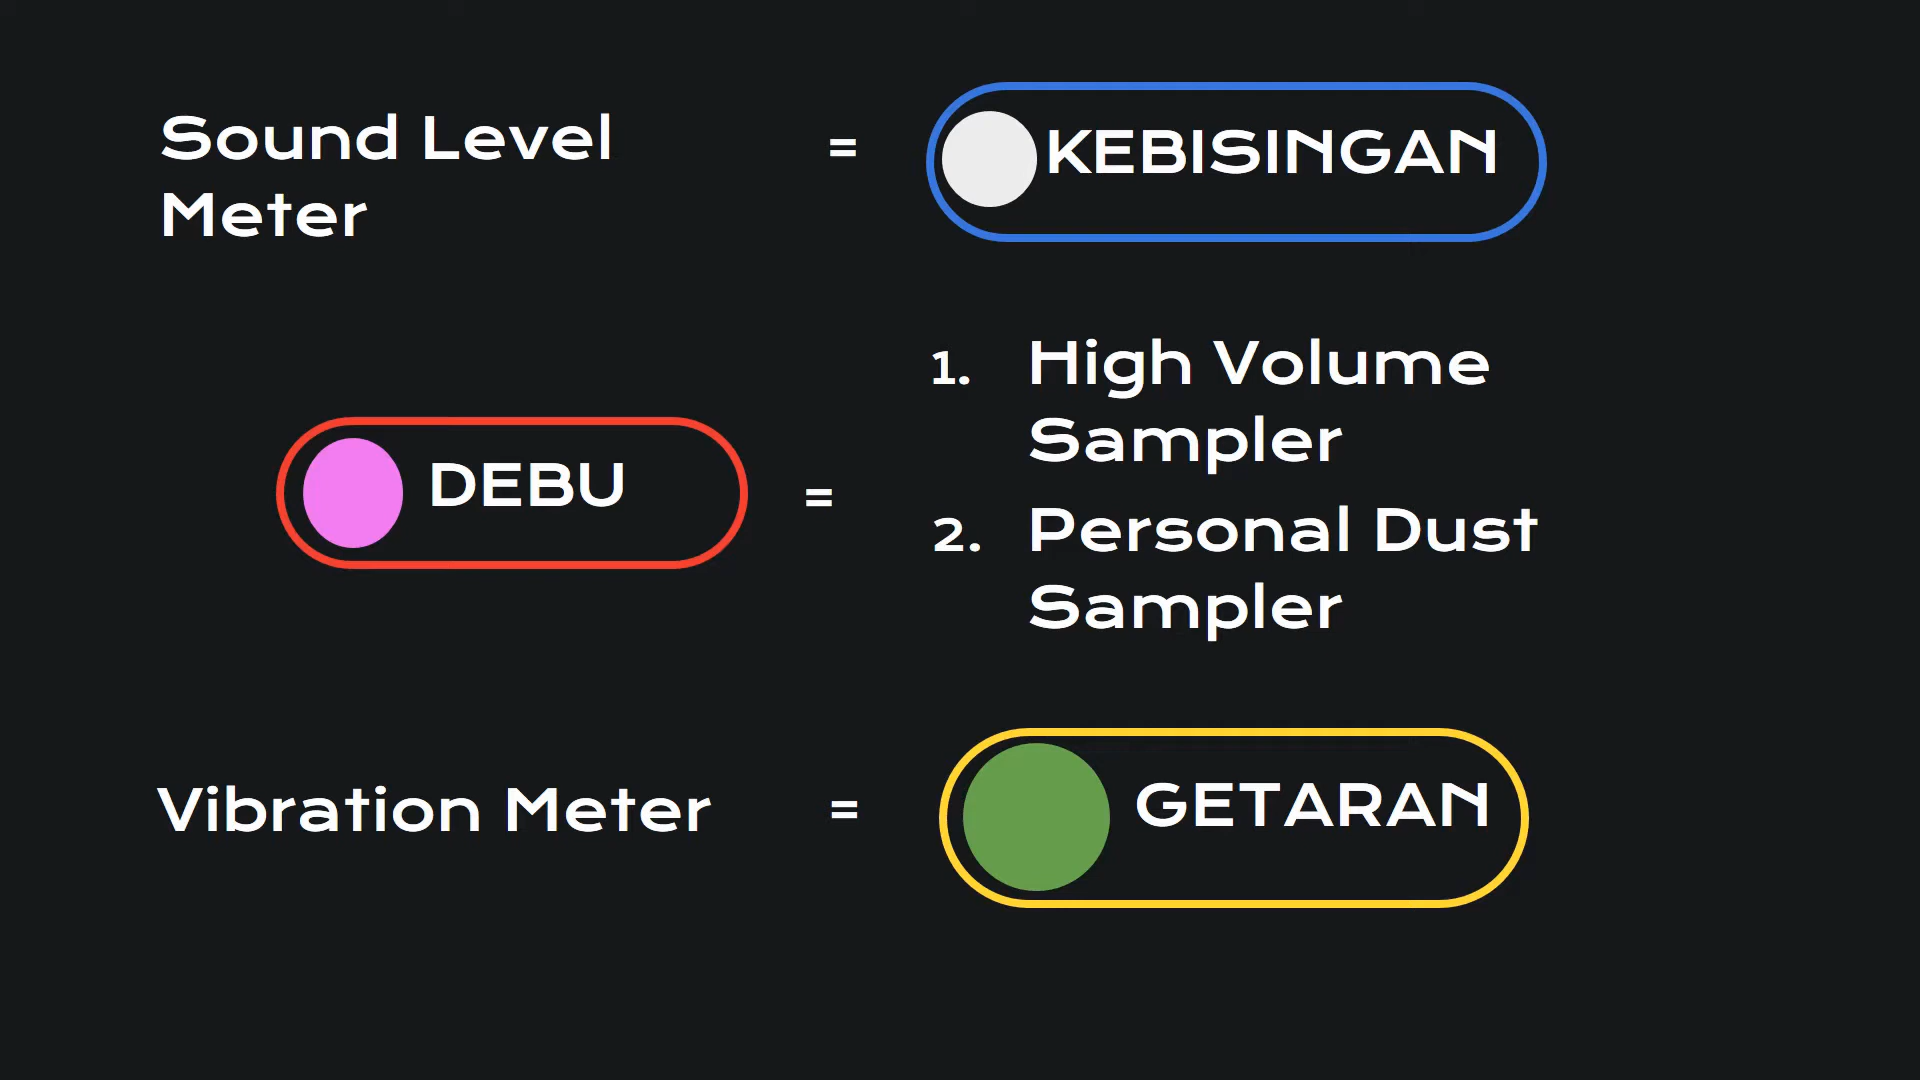 Sound Level
Meter
=
KEBISINGAN
DEBU
=
1. High Volume
Sampler
2. Personal Dust
Sampler
Vibration Meter
=
GETARAN